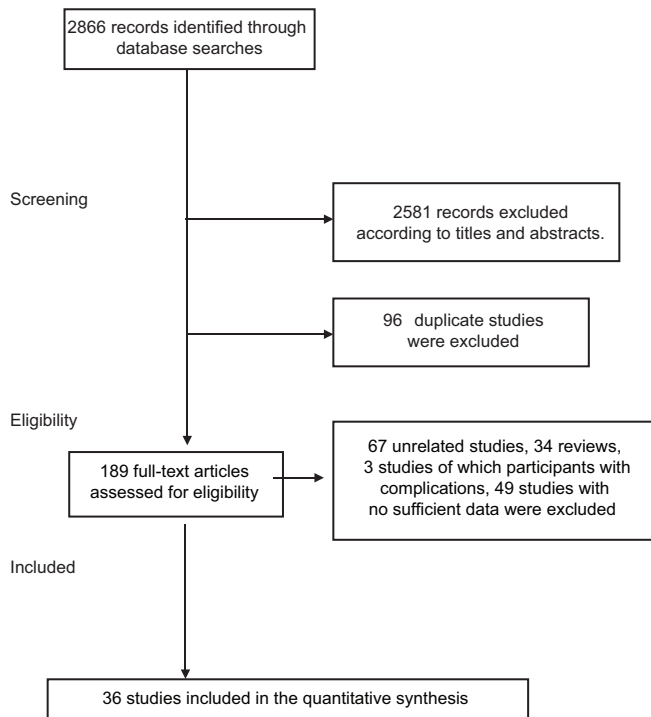 2866 records identified through
database searches
Screening
2581 records excluded
according to titles and abstracts.
96 duplicate studies
were excluded
Eligibility
189 full-text articles
assessed for eligibility
67 unrelated studies, 34 reviews,
3 studies of which participants with
complications, 49 studies with
no sufficient data were excluded
Included
36 studies included in the quantitative synthesis